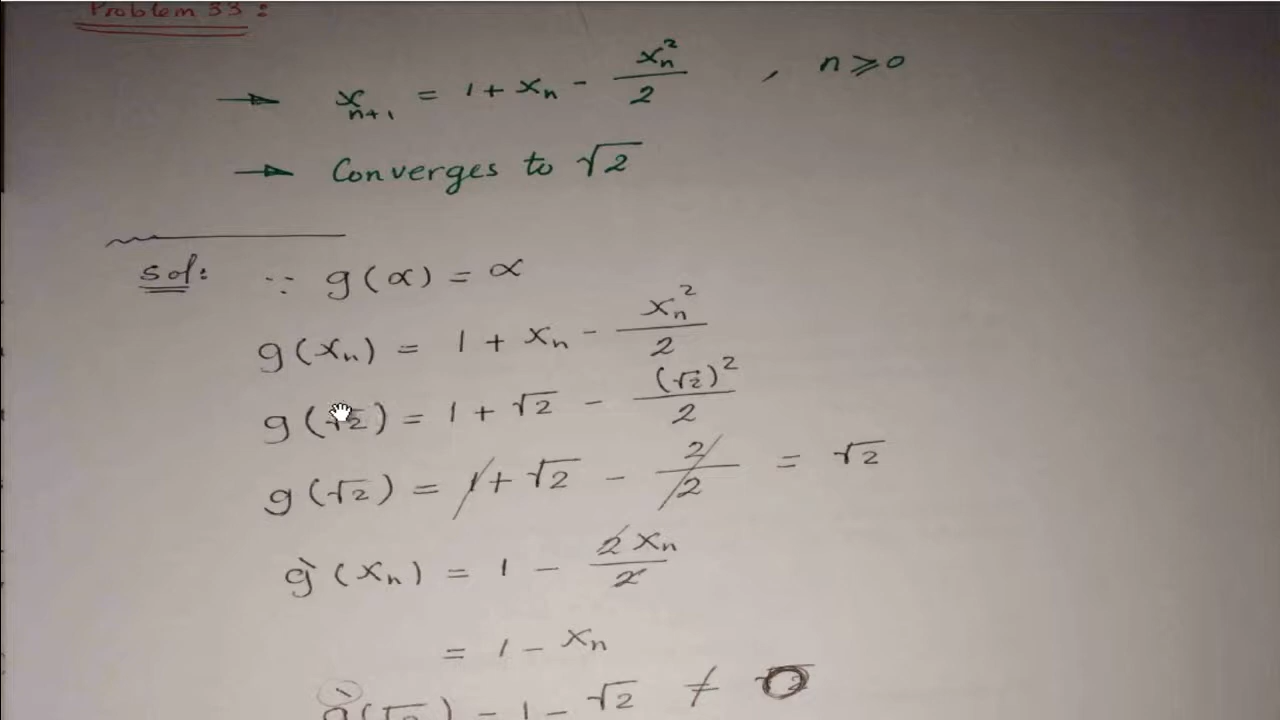 Problem 33 :
→ x_{n+1} = 1 + x_n - x_n^2/2 , n ⩾ 0
→ Converges to √2
Sol: ∵ g(α) = α
g(x_n) = 1 + x_n - x_n^2/2
g(√2) = 1 + √2 - (√2)^2/2
g(√2) = 1 + √2 - 2/2 = √2
g̀(x_n) = 1 - 2x_n/2
= 1 - x_n
g̀(√2) = 1 - √2 ≠